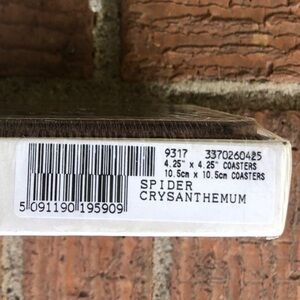 9317 3370260425
4.25" x 4.25" COASTERS
10.5cm x 10.5cm COASTERS
SPIDER
CRYSANTHEMUM
5 091190 195909